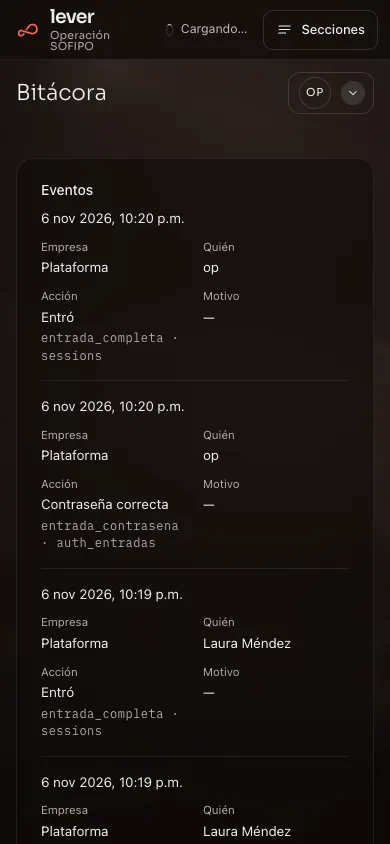 lever
Operación
SOFIPO
Cargando...
Secciones
Bitácora
OP
Eventos
6 nov 2026, 10:20 p.m.
Empresa
Quién
Plataforma
op
Acción
Motivo
Entró
—
entrada_completa ·
sessions
6 nov 2026, 10:20 p.m.
Empresa
Quién
Plataforma
op
Acción
Motivo
Contraseña correcta
—
entrada_contrasena
· auth_entradas
6 nov 2026, 10:19 p.m.
Empresa
Quién
Plataforma
Laura Méndez
Acción
Motivo
Entró
—
entrada_completa ·
sessions
6 nov 2026, 10:19 p.m.
Empresa
Quién
Plataforma
Laura Méndez